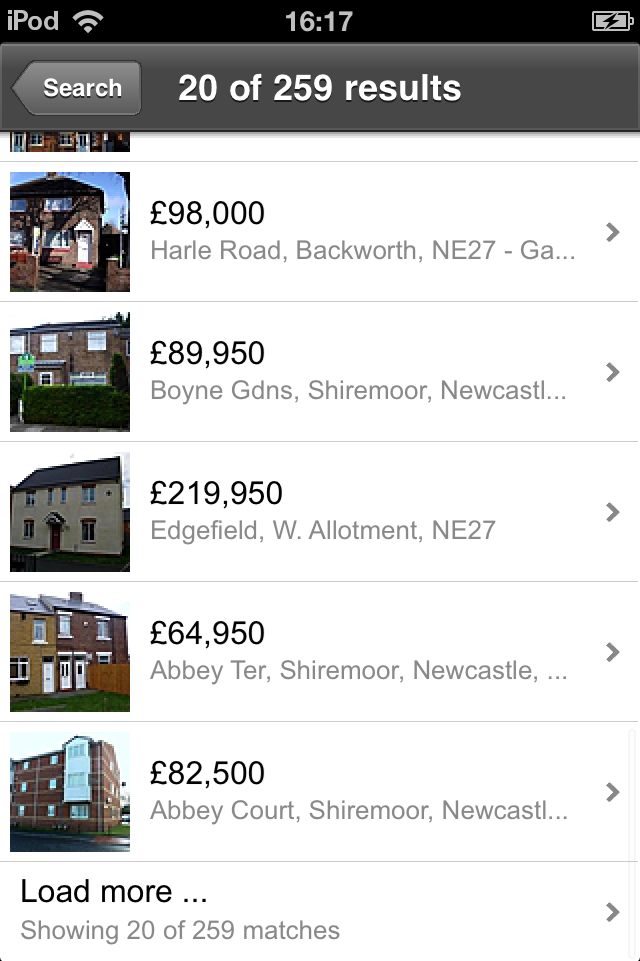 iPod
16:17
Search
20 of 259 results
£98,000
Harle Road, Backworth, NE27 - Ga...
£89,950
Boyne Gdns, Shiremoor, Newcastl...
£219,950
Edgefield, W. Allotment, NE27
£64,950
Abbey Ter, Shiremoor, Newcastle, ...
£82,500
Abbey Court, Shiremoor, Newcastl...
Load more ...
Showing 20 of 259 matches